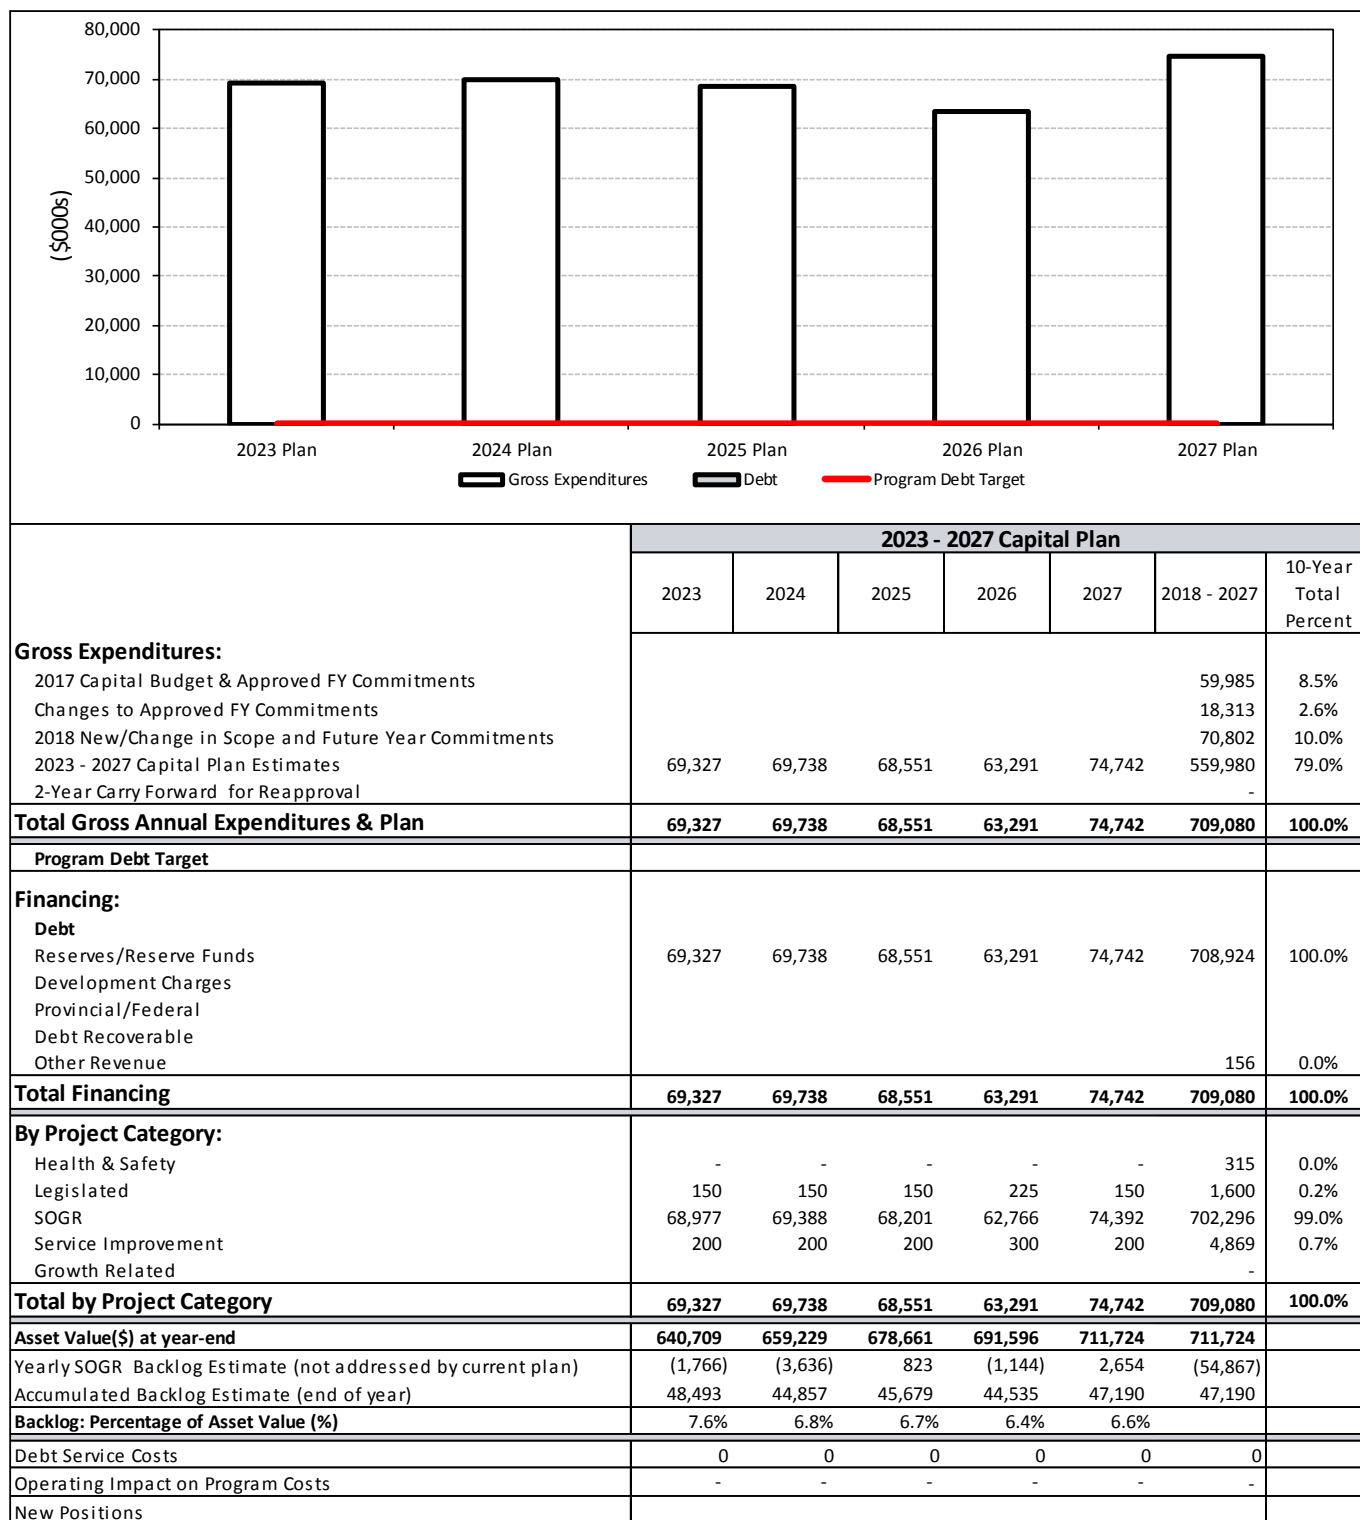 80,000
70,000
60,000
50,000
40,000
30,000
20,000
10,000
0
($000s)
2023 Plan 2024 Plan 2025 Plan 2026 Plan 2027 Plan
Gross Expenditures Debt Program Debt Target
2023 - 2027 Capital Plan
2023 2024 2025 2026 2027 2018 - 2027 10-Year Total Percent
Gross Expenditures:
2017 Capital Budget & Approved FY Commitments 59,985 8.5%
Changes to Approved FY Commitments 18,313 2.6%
2018 New/Change in Scope and Future Year Commitments 70,802 10.0%
2023 - 2027 Capital Plan Estimates 69,327 69,738 68,551 63,291 74,742 559,980 79.0%
2-Year Carry Forward for Reapproval -
Total Gross Annual Expenditures & Plan 69,327 69,738 68,551 63,291 74,742 709,080 100.0%
Program Debt Target
Financing:
Debt
Reserves/Reserve Funds 69,327 69,738 68,551 63,291 74,742 708,924 100.0%
Development Charges
Provincial/Federal
Debt Recoverable
Other Revenue 156 0.0%
Total Financing 69,327 69,738 68,551 63,291 74,742 709,080 100.0%
By Project Category:
Health & Safety - - - - - 315 0.0%
Legislated 150 150 150 225 150 1,600 0.2%
SOGR 68,977 69,388 68,201 62,766 74,392 702,296 99.0%
Service Improvement 200 200 200 300 200 4,869 0.7%
Growth Related -
Total by Project Category 69,327 69,738 68,551 63,291 74,742 709,080 100.0%
Asset Value($) at year-end 640,709 659,229 678,661 691,596 711,724 711,724
Yearly SOGR Backlog Estimate (not addressed by current plan) (1,766) (3,636) 823 (1,144) 2,654 (54,867)
Accumulated Backlog Estimate (end of year) 48,493 44,857 45,679 44,535 47,190 47,190
Backlog: Percentage of Asset Value (%) 7.6% 6.8% 6.7% 6.4% 6.6%
Debt Service Costs 0 0 0 0 0 0
Operating Impact on Program Costs - - - - - -
New Positions